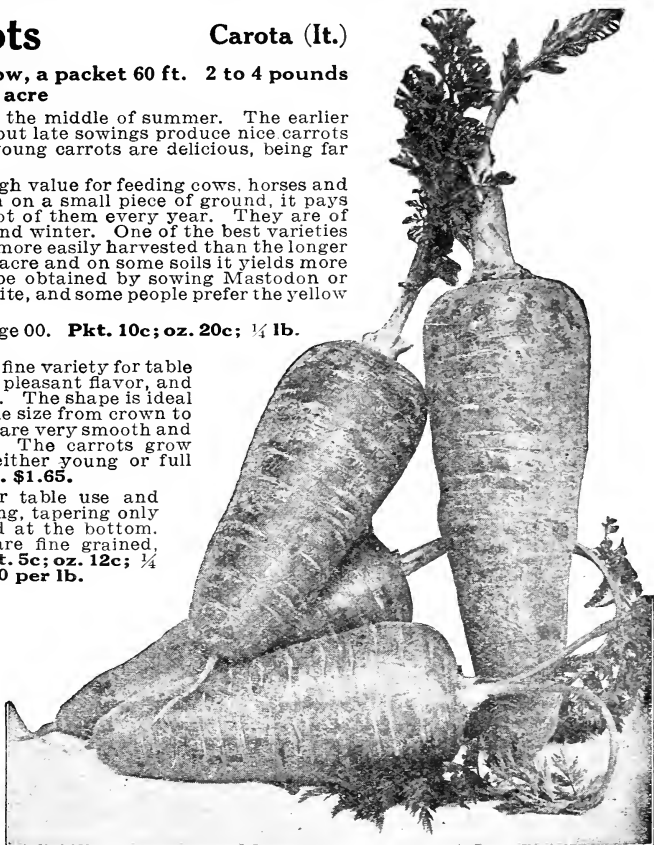 ots Carota (It.)
ow, a packet 60 ft. 2 to 4 pounds
acre
the middle of summer. The earlier
out late sowings produce nice carrots
oung carrots are delicious, being far
gh value for feeding cows, horses and
on a small piece of ground, it pays
ot of them every year. They are of
nd winter. One of the best varieties
more easily harvested than the longer
acre and on some soils it yields more
be obtained by sowing Mastodon or
ite, and some people prefer the yellow
ge 00. Pkt. 10c; oz. 20c; ¼ lb.
fine variety for table
pleasant flavor, and
. The shape is ideal
e size from crown to
are very smooth and
The carrots grow
either young or full
. $1.65.
r table use and
ng, tapering only
d at the bottom.
are fine grained,
t. 5c; oz. 12c; ¼
0 per lb.